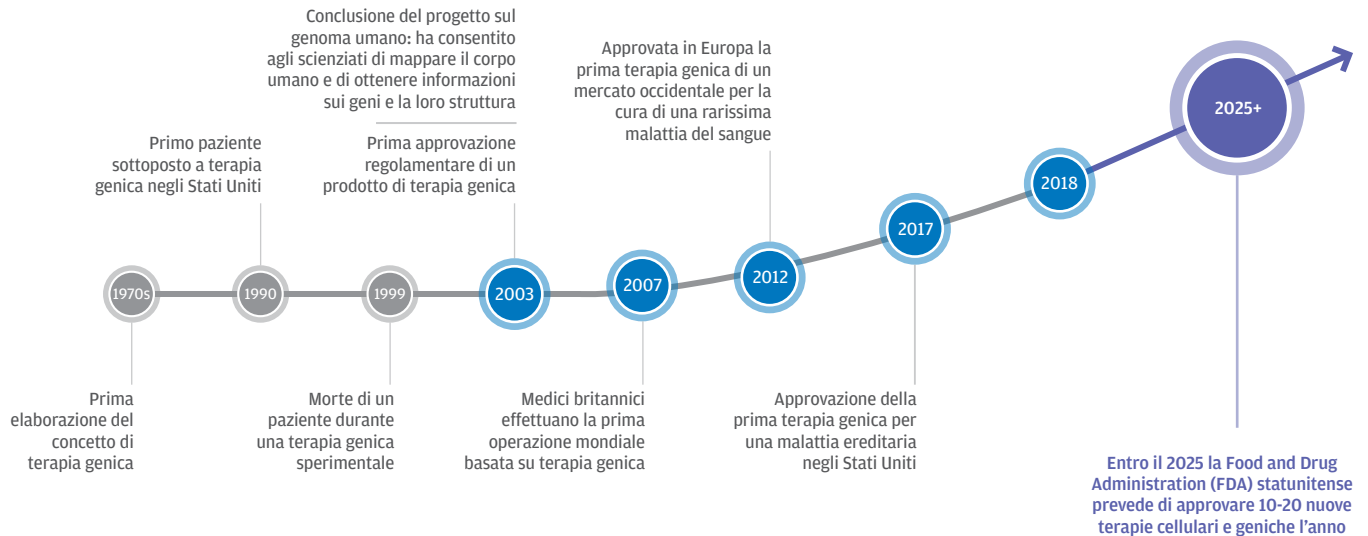 Conclusione del progetto sul
genoma umano: ha consentito
agli scienziati di mappare il corpo
umano e di ottenere informazioni
sui geni e la loro struttura
Approvata in Europa la
prima terapia genica di un
mercato occidentale per la
cura di una rarissima
malattia del sangue
Primo paziente
sottoposto a terapia
genica negli Stati Uniti
Prima approvazione
regolamentare di un
prodotto di terapia genica
1970s
1990
1999
2003
2007
2012
2017
2018
2025+
Prima
elaborazione del
concetto di
terapia genica
Morte di un
paziente durante
una terapia genica
sperimentale
Medici britannici
effettuano la prima
operazione mondiale
basata su terapia genica
Approvazione della
prima terapia genica per
una malattia ereditaria
negli Stati Uniti
Entro il 2025 la Food and Drug
Administration (FDA) statunitense
prevede di approvare 10-20 nuove
terapie cellulari e geniche l’anno